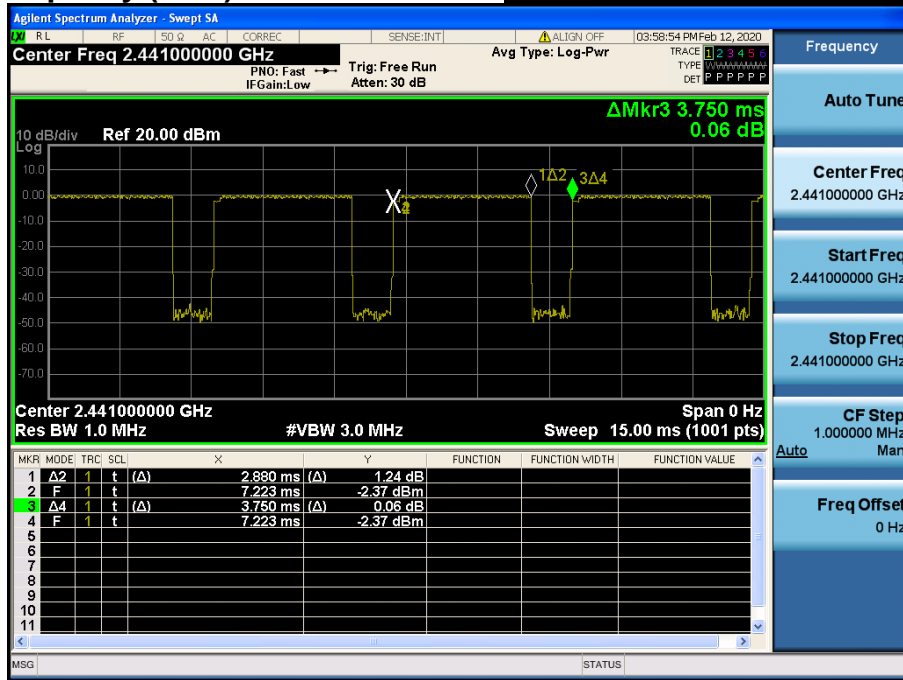 Agilent Spectrum Analyzer - Swept SA
LXI RL RF 50 Ω AC CORREC SENSE:INT ALIGN OFF 03:58:54 PM Feb 12, 2020
Center Freq 2.441000000 GHz
PNO: Fast
IFGain:Low
Trig: Free Run
Atten: 30 dB
Avg Type: Log-Pwr
TRACE 1 2 3 4 5 6
TYPE
DET P P P P P P
ΔMkr3 3.750 ms
0.06 dB
10 dB/div Ref 20.00 dBm
Log
10.0
0.00
-10.0
-20.0
-30.0
-40.0
-50.0
-60.0
-70.0
1Δ2
3Δ4
X
Center 2.441000000 GHz Span 0 Hz
Res BW 1.0 MHz #VBW 3.0 MHz Sweep 15.00 ms (1001 pts)
MKR MODE TRC SCL X Y FUNCTION FUNCTION WIDTH FUNCTION VALUE
1 Δ2 1 t (Δ) 2.880 ms (Δ) 1.24 dB
2 F 1 t 7.223 ms -2.37 dBm
3 Δ4 1 t (Δ) 3.750 ms (Δ) 0.06 dB
4 F 1 t 7.223 ms -2.37 dBm
5
6
7
8
9
10
11
MSG STATUS
Frequency
Auto Tune
Center Freq
2.441000000 GHz
Start Freq
2.441000000 GHz
Stop Freq
2.441000000 GHz
CF Step
1.000000 MHz
Auto Man
Freq Offset
0 Hz